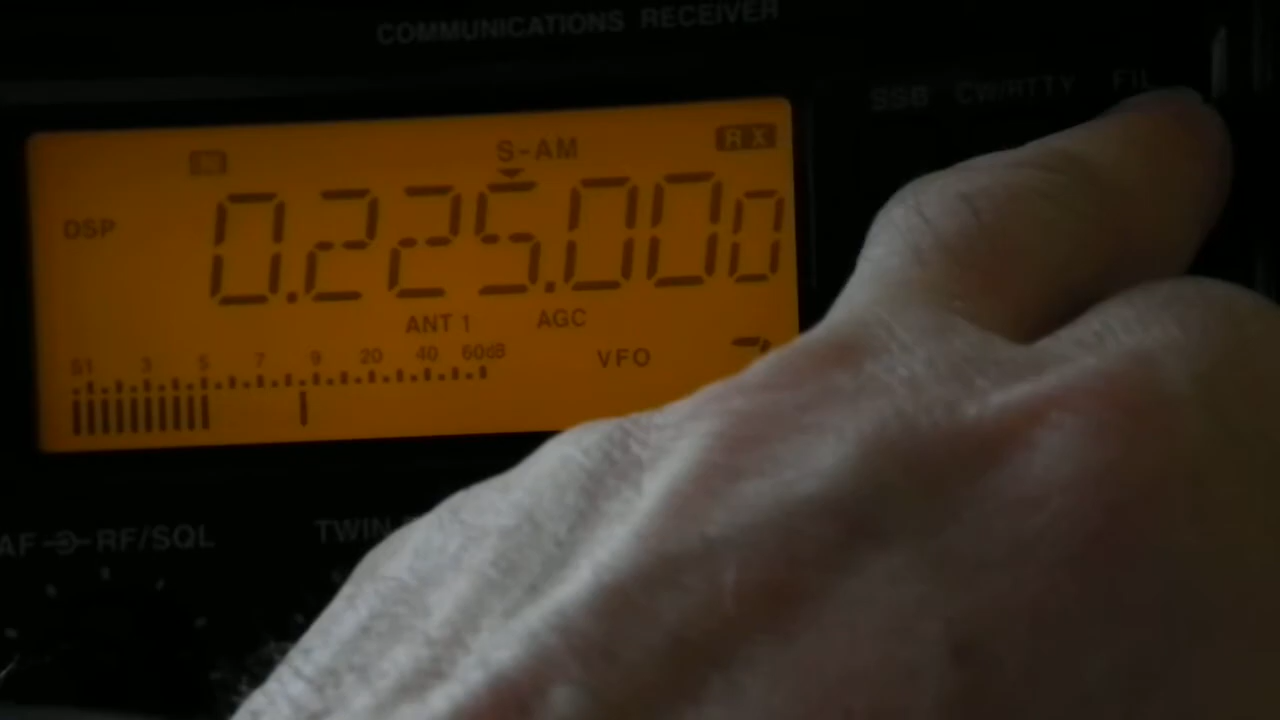 COMMUNICATIONS RECEIVER
SSB CW/RTTY FIL
N
S-AM
RX
DSP
0.225.000
ANT 1 AGC
S1 3 5 7 9 20 40 60dB
VFO
AF RF/SQL
TWIN